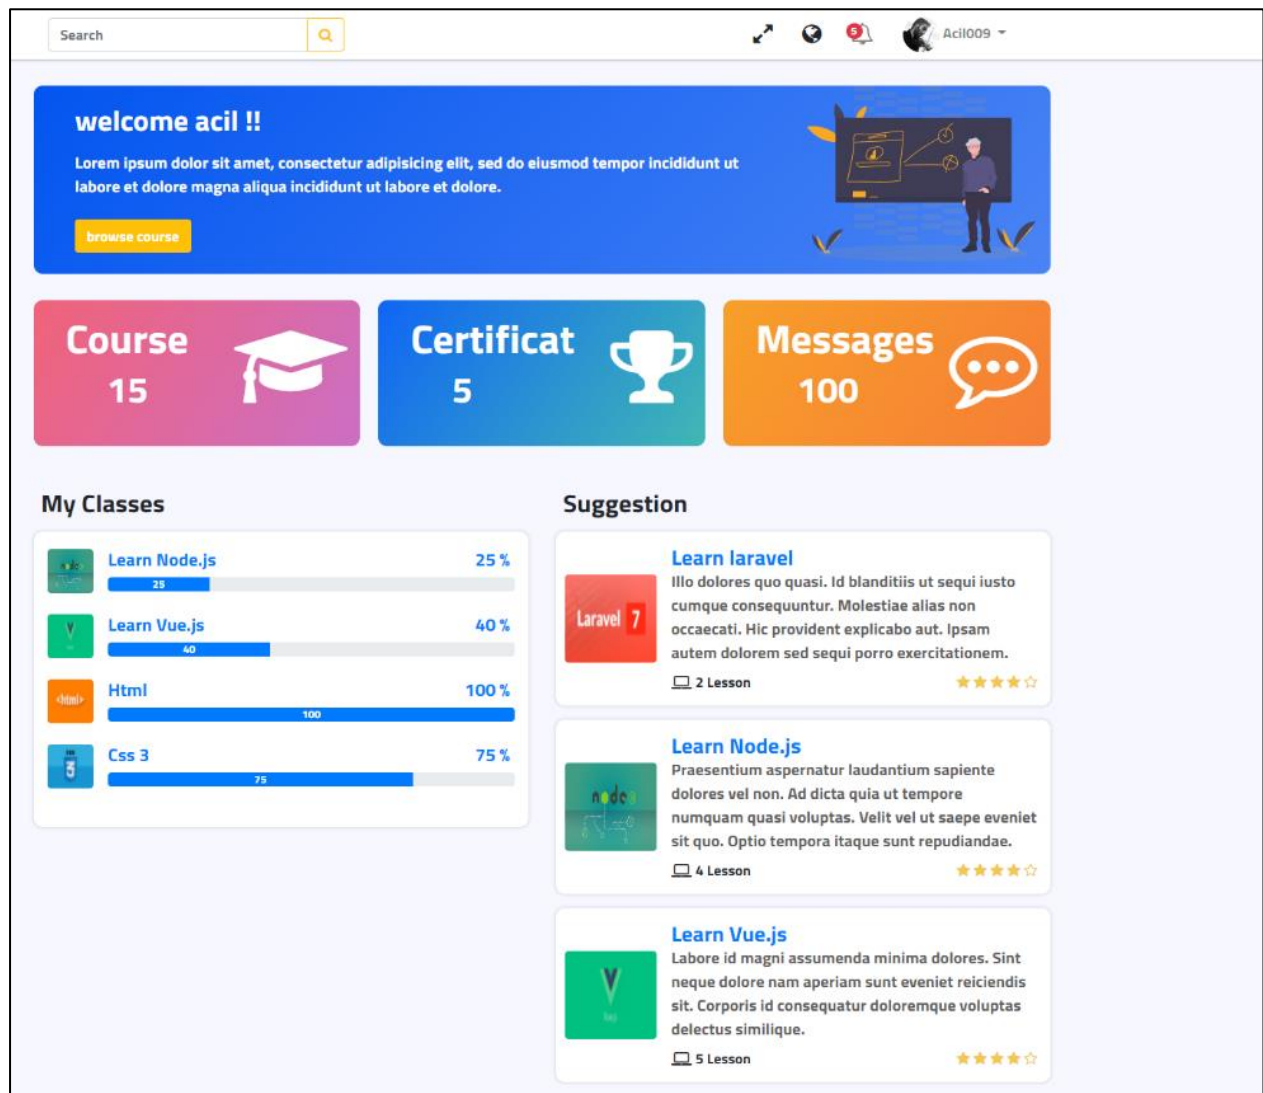 Search
5
Acil009
welcome acil !!
Lorem ipsum dolor sit amet, consectetur adipisicing elit, sed do eiusmod tempor incididunt ut
labore et dolore magna aliqua incididunt ut labore et dolore.
browse course
Course
15
Certificat
5
Messages
100
My Classes
Learn Node.js
25 %
25
Learn Vue.js
40 %
40
<html>
Html
100 %
100
3
Css 3
75 %
75
Suggestion
Laravel 7
Learn laravel
Illo dolores quo quasi. Id blanditiis ut sequi iusto
cumque consequuntur. Molestiae alias non
occaecati. Hic provident explicabo aut. Ipsam
autem dolorem sed sequi porro exercitationem.
2 Lesson
node
Learn Node.js
Praesentium aspernatur laudantium sapiente
dolores vel non. Ad dicta quia ut tempore
numquam quasi voluptas. Velit vel ut saepe eveniet
sit quo. Optio tempora itaque sunt repudiandae.
4 Lesson
Learn Vue.js
Labore id magni assumenda minima dolores. Sint
neque dolore nam aperiam sunt eveniet reiciendis
sit. Corporis id consequatur doloremque voluptas
delectus similique.
5 Lesson